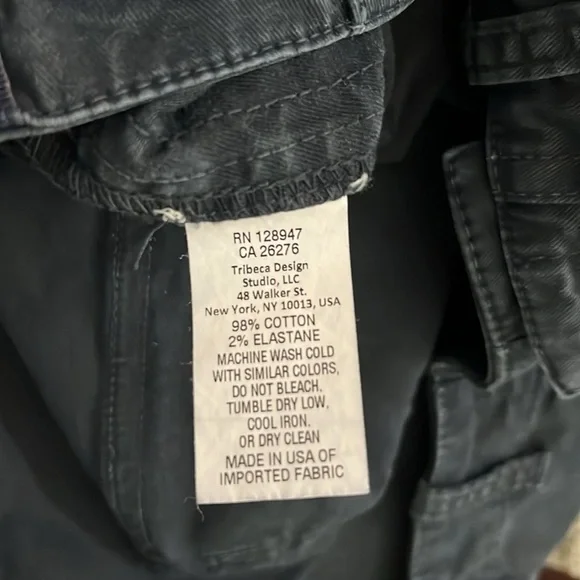 RN 128947
CA 26276
Tribeca Design
Studio, LLC
48 Walker St.
New York, NY 10013, USA
98% COTTON
2% ELASTANE
MACHINE WASH COLD
WITH SIMILAR COLORS,
DO NOT BLEACH.
TUMBLE DRY LOW,
COOL IRON.
OR DRY CLEAN
MADE IN USA OF
IMPORTED FABRIC